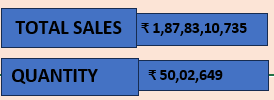 TOTAL SALES ₹ 1,87,83,10,735
QUANTITY ₹ 50,02,649